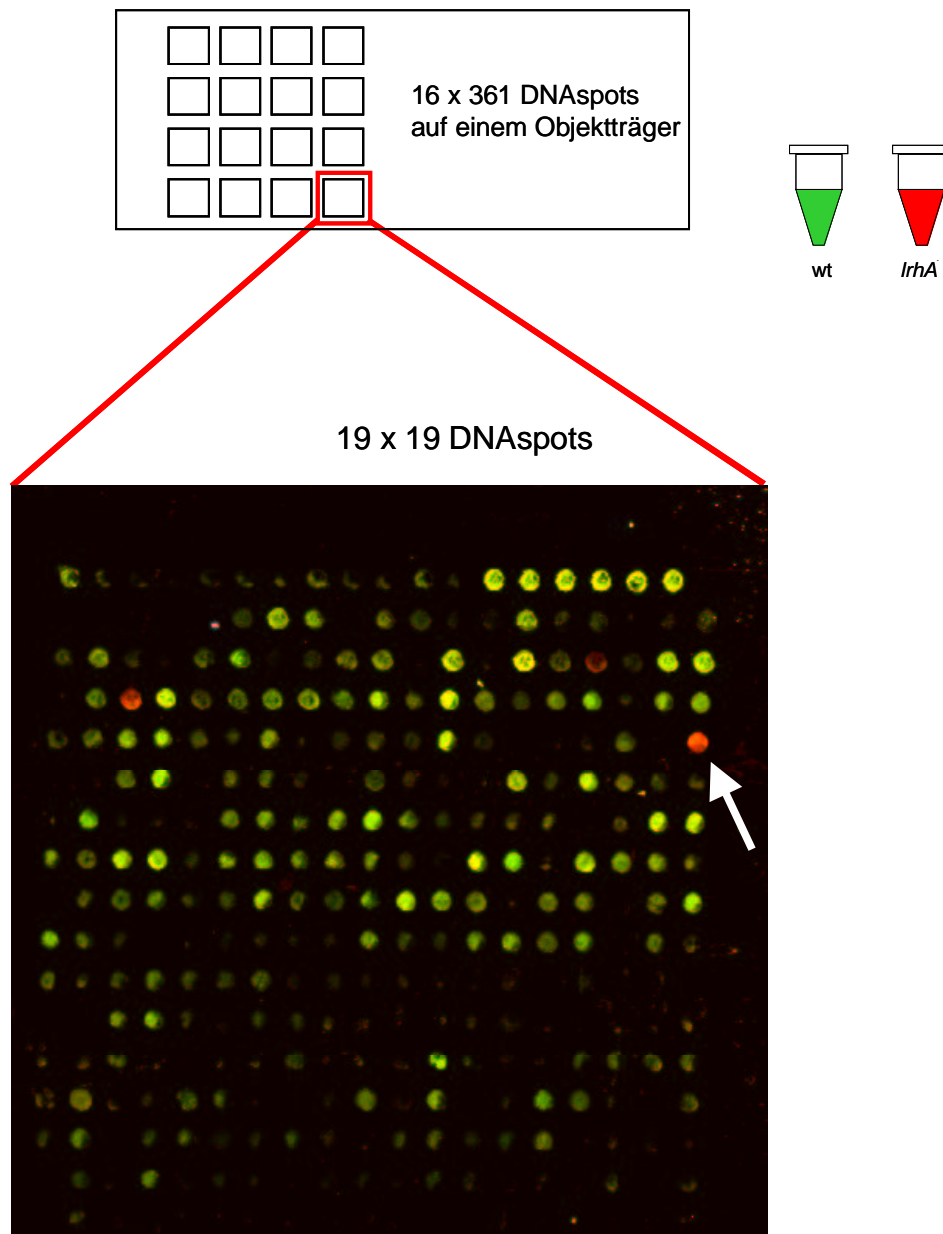 16 x 361 DNAspots
auf einem Objektträger
wt
lrhA
19 x 19 DNAspots